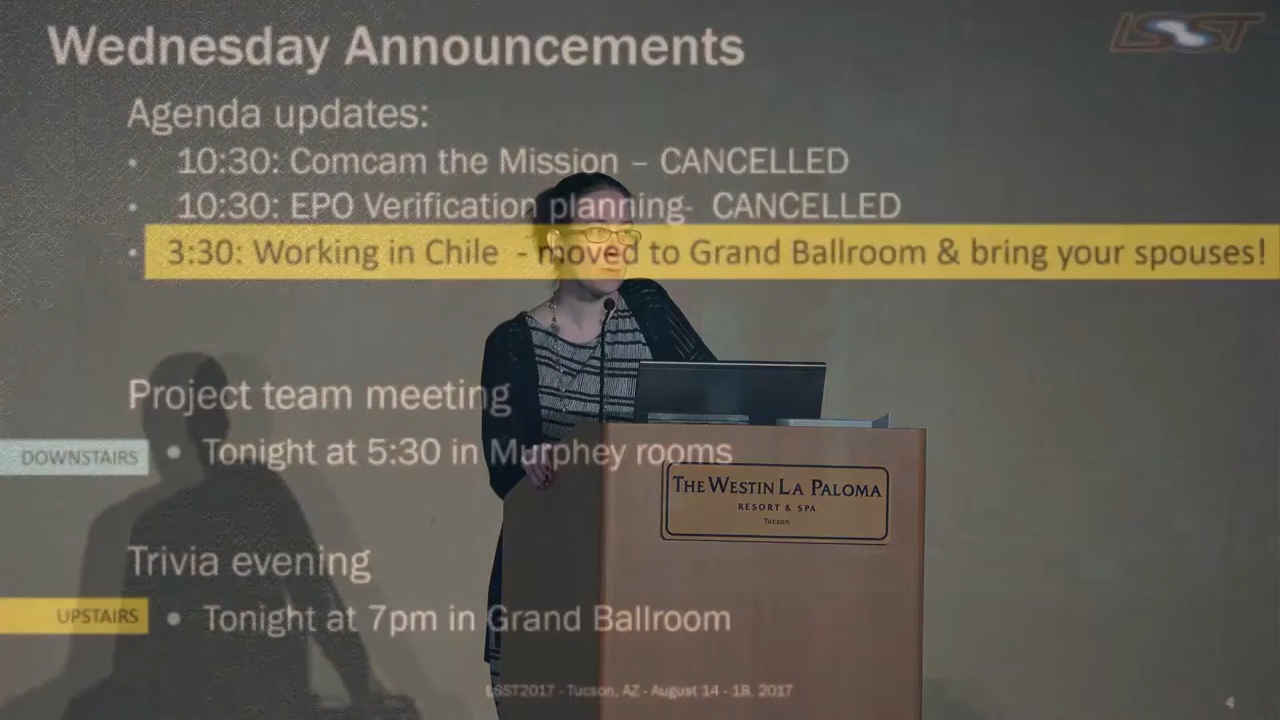 Wednesday Announcements
LSST
Agenda updates:
• 10:30: Comcam the Mission – CANCELLED
• 10:30: EPO Verification planning- CANCELLED
• 3:30: Working in Chile - moved to Grand Ballroom & bring your spouses!
Project team meeting
DOWNSTAIRS
• Tonight at 5:30 in Murphey rooms
THE WESTIN LA PALOMA
RESORT & SPA
Tucson
Trivia evening
UPSTAIRS
• Tonight at 7pm in Grand Ballroom
LSST2017 - Tucson, AZ - August 14 - 18, 2017
4